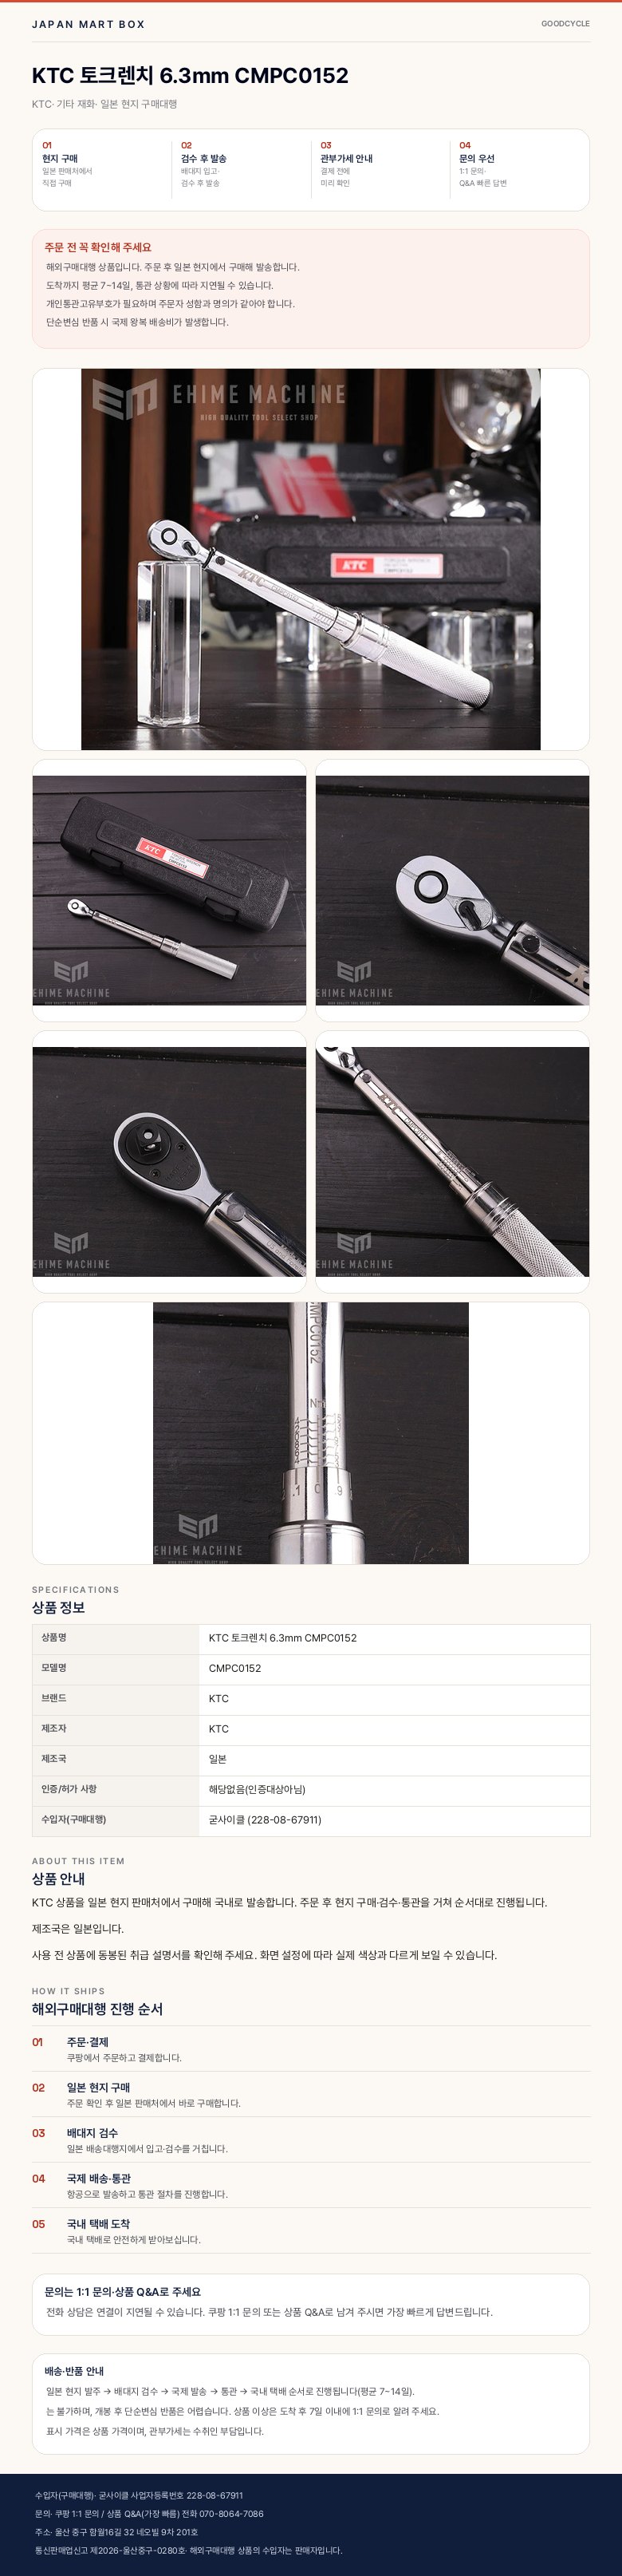 JAPAN MART BOX
GOODCYCLE
KTC 토크렌치 6.3mm CMPC0152
KTC· 기타 재화· 일본 현지 구매대행
01
현지 구매
일본 판매처에서
직접 구매
02
검수 후 발송
배대지 입고·
검수 후 발송
03
관부가세 안내
결제 전에
미리 확인
04
문의 우선
1:1 문의·
Q&A 빠른 답변
주문 전 꼭 확인해 주세요
해외구매대행 상품입니다. 주문 후 일본 현지에서 구매해 발송합니다.
도착까지 평균 7~14일, 통관 상황에 따라 지연될 수 있습니다.
개인통관고유부호가 필요하며 주문자 성함과 명의가 같아야 합니다.
단순변심 반품 시 국제 왕복 배송비가 발생합니다.
EHIME MACHINE
HIGH QUALITY TOOL SELECT SHOP
KTC
KTC
CMPC0152
KTC
EHIME MACHINE
HIGH QUALITY TOOL SELECT SHOP
EHIME MACHINE
HIGH QUALITY TOOL SELECT SHOP
EHIME MACHINE
HIGH QUALITY TOOL SELECT SHOP
KTC
EHIME MACHINE
HIGH QUALITY TOOL SELECT SHOP
MPC0152
EHIME MACHINE
HIGH QUALITY TOOL SELECT SHOP
SPECIFICATIONS
상품 정보
상품명 KTC 토크렌치 6.3mm CMPC0152
모델명 CMPC0152
브랜드 KTC
제조자 KTC
제조국 일본
인증/허가 사항 해당없음(인증대상아님)
수입자(구매대행) 굳사이클 (228-08-67911)
ABOUT THIS ITEM
상품 안내
KTC 상품을 일본 현지 판매처에서 구매해 국내로 발송합니다. 주문 후 현지 구매·검수·통관을 거쳐 순서대로 진행됩니다.
제조국은 일본입니다.
사용 전 상품에 동봉된 취급 설명서를 확인해 주세요. 화면 설정에 따라 실제 색상과 다르게 보일 수 있습니다.
HOW IT SHIPS
해외구매대행 진행 순서
01 주문·결제
쿠팡에서 주문하고 결제합니다.
02 일본 현지 구매
주문 확인 후 일본 판매처에서 바로 구매합니다.
03 배대지 검수
일본 배송대행지에서 입고·검수를 거칩니다.
04 국제 배송·통관
항공으로 발송하고 통관 절차를 진행합니다.
05 국내 택배 도착
국내 택배로 안전하게 받아보십니다.
문의는 1:1 문의·상품 Q&A로 주세요
전화 상담은 연결이 지연될 수 있습니다. 쿠팡 1:1 문의 또는 상품 Q&A로 남겨 주시면 가장 빠르게 답변드립니다.
배송·반품 안내
일본 현지 발주 → 배대지 검수 → 국제 발송 → 통관 → 국내 택배 순서로 진행됩니다(평균 7~14일).
는 불가하며, 개봉 후 단순변심 반품은 어렵습니다. 상품 이상은 도착 후 7일 이내에 1:1 문의로 알려 주세요.
표시 가격은 상품 가격이며, 관부가세는 수취인 부담입니다.
수입자(구매대행)· 굳사이클 사업자등록번호 228-08-67911
문의· 쿠팡 1:1 문의 / 상품 Q&A(가장 빠름) 전화 070-8064-7086
주소· 울산 중구 함월16길 32 네오빌 9차 201호
통신판매업신고 제2026-울산중구-0280호· 해외구매대행 상품의 수입자는 판매자입니다.